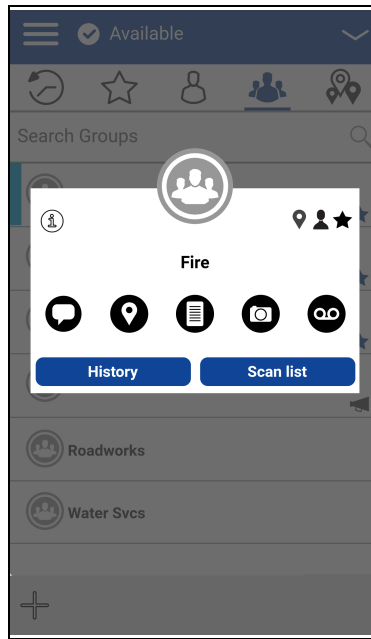 Available
Search Groups
Fire
History
Scan list
Roadworks
Water Svcs